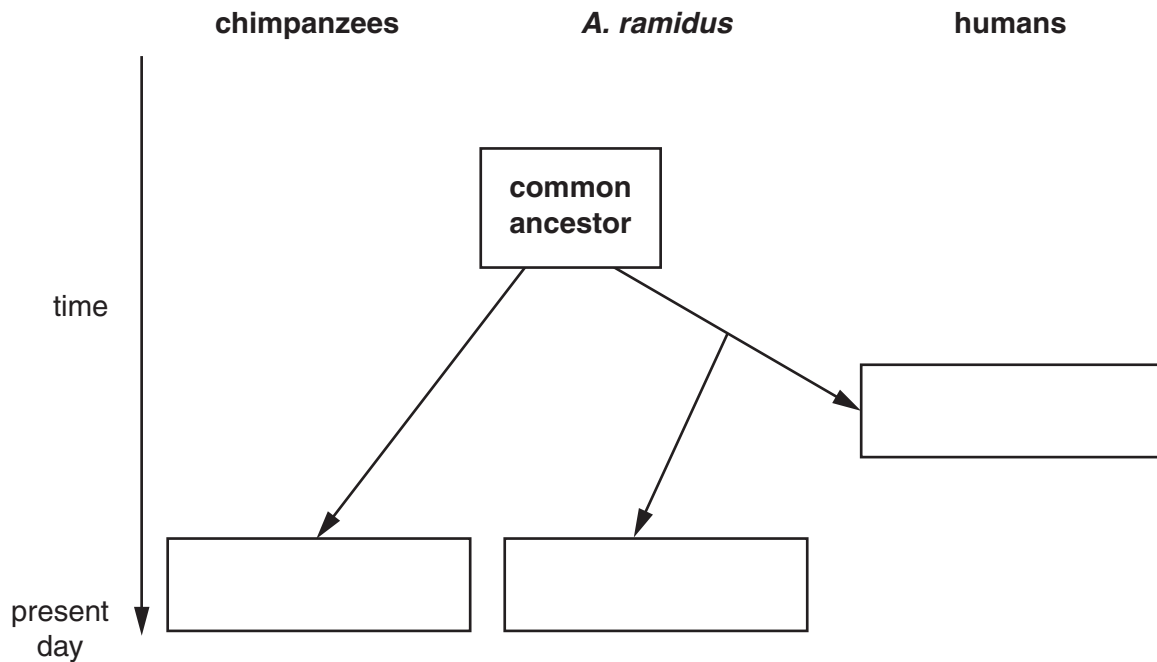 chimpanzees
A. ramidus
humans
common
ancestor
time
present
day